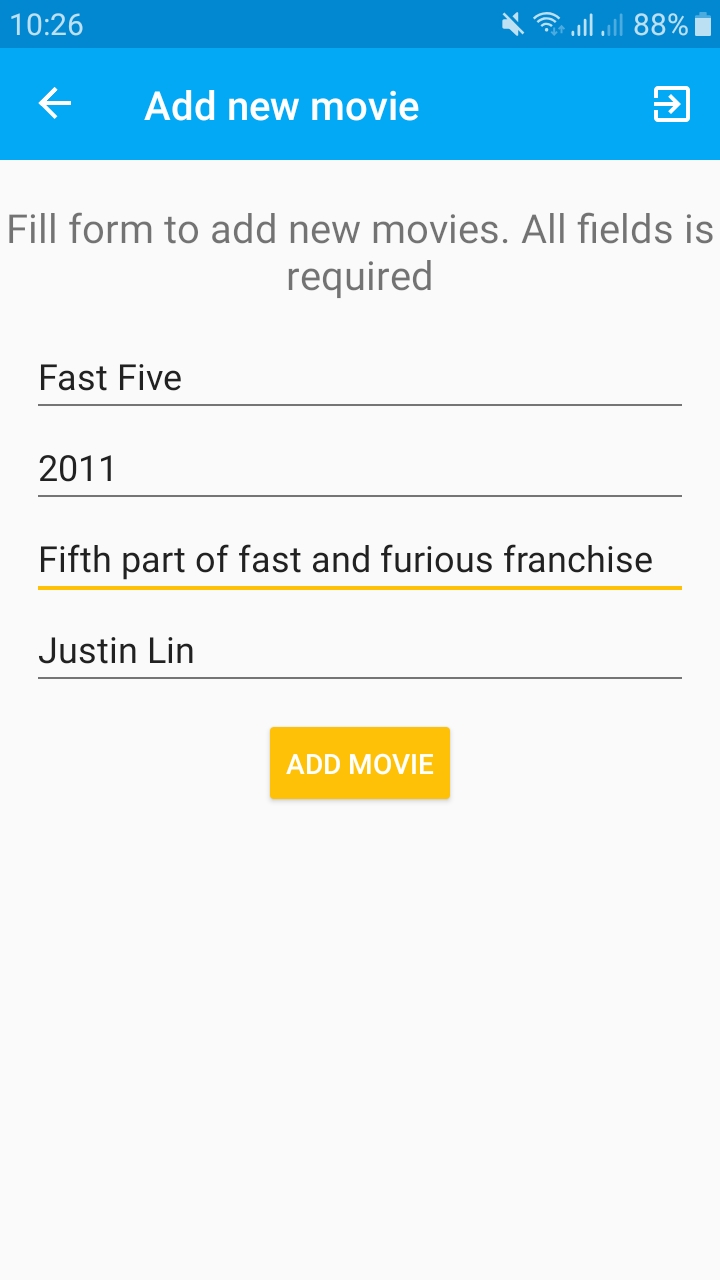 10:26 88%
Add new movie
Fill form to add new movies. All fields is
required
Fast Five
2011
Fifth part of fast and furious franchise
Justin Lin
ADD MOVIE